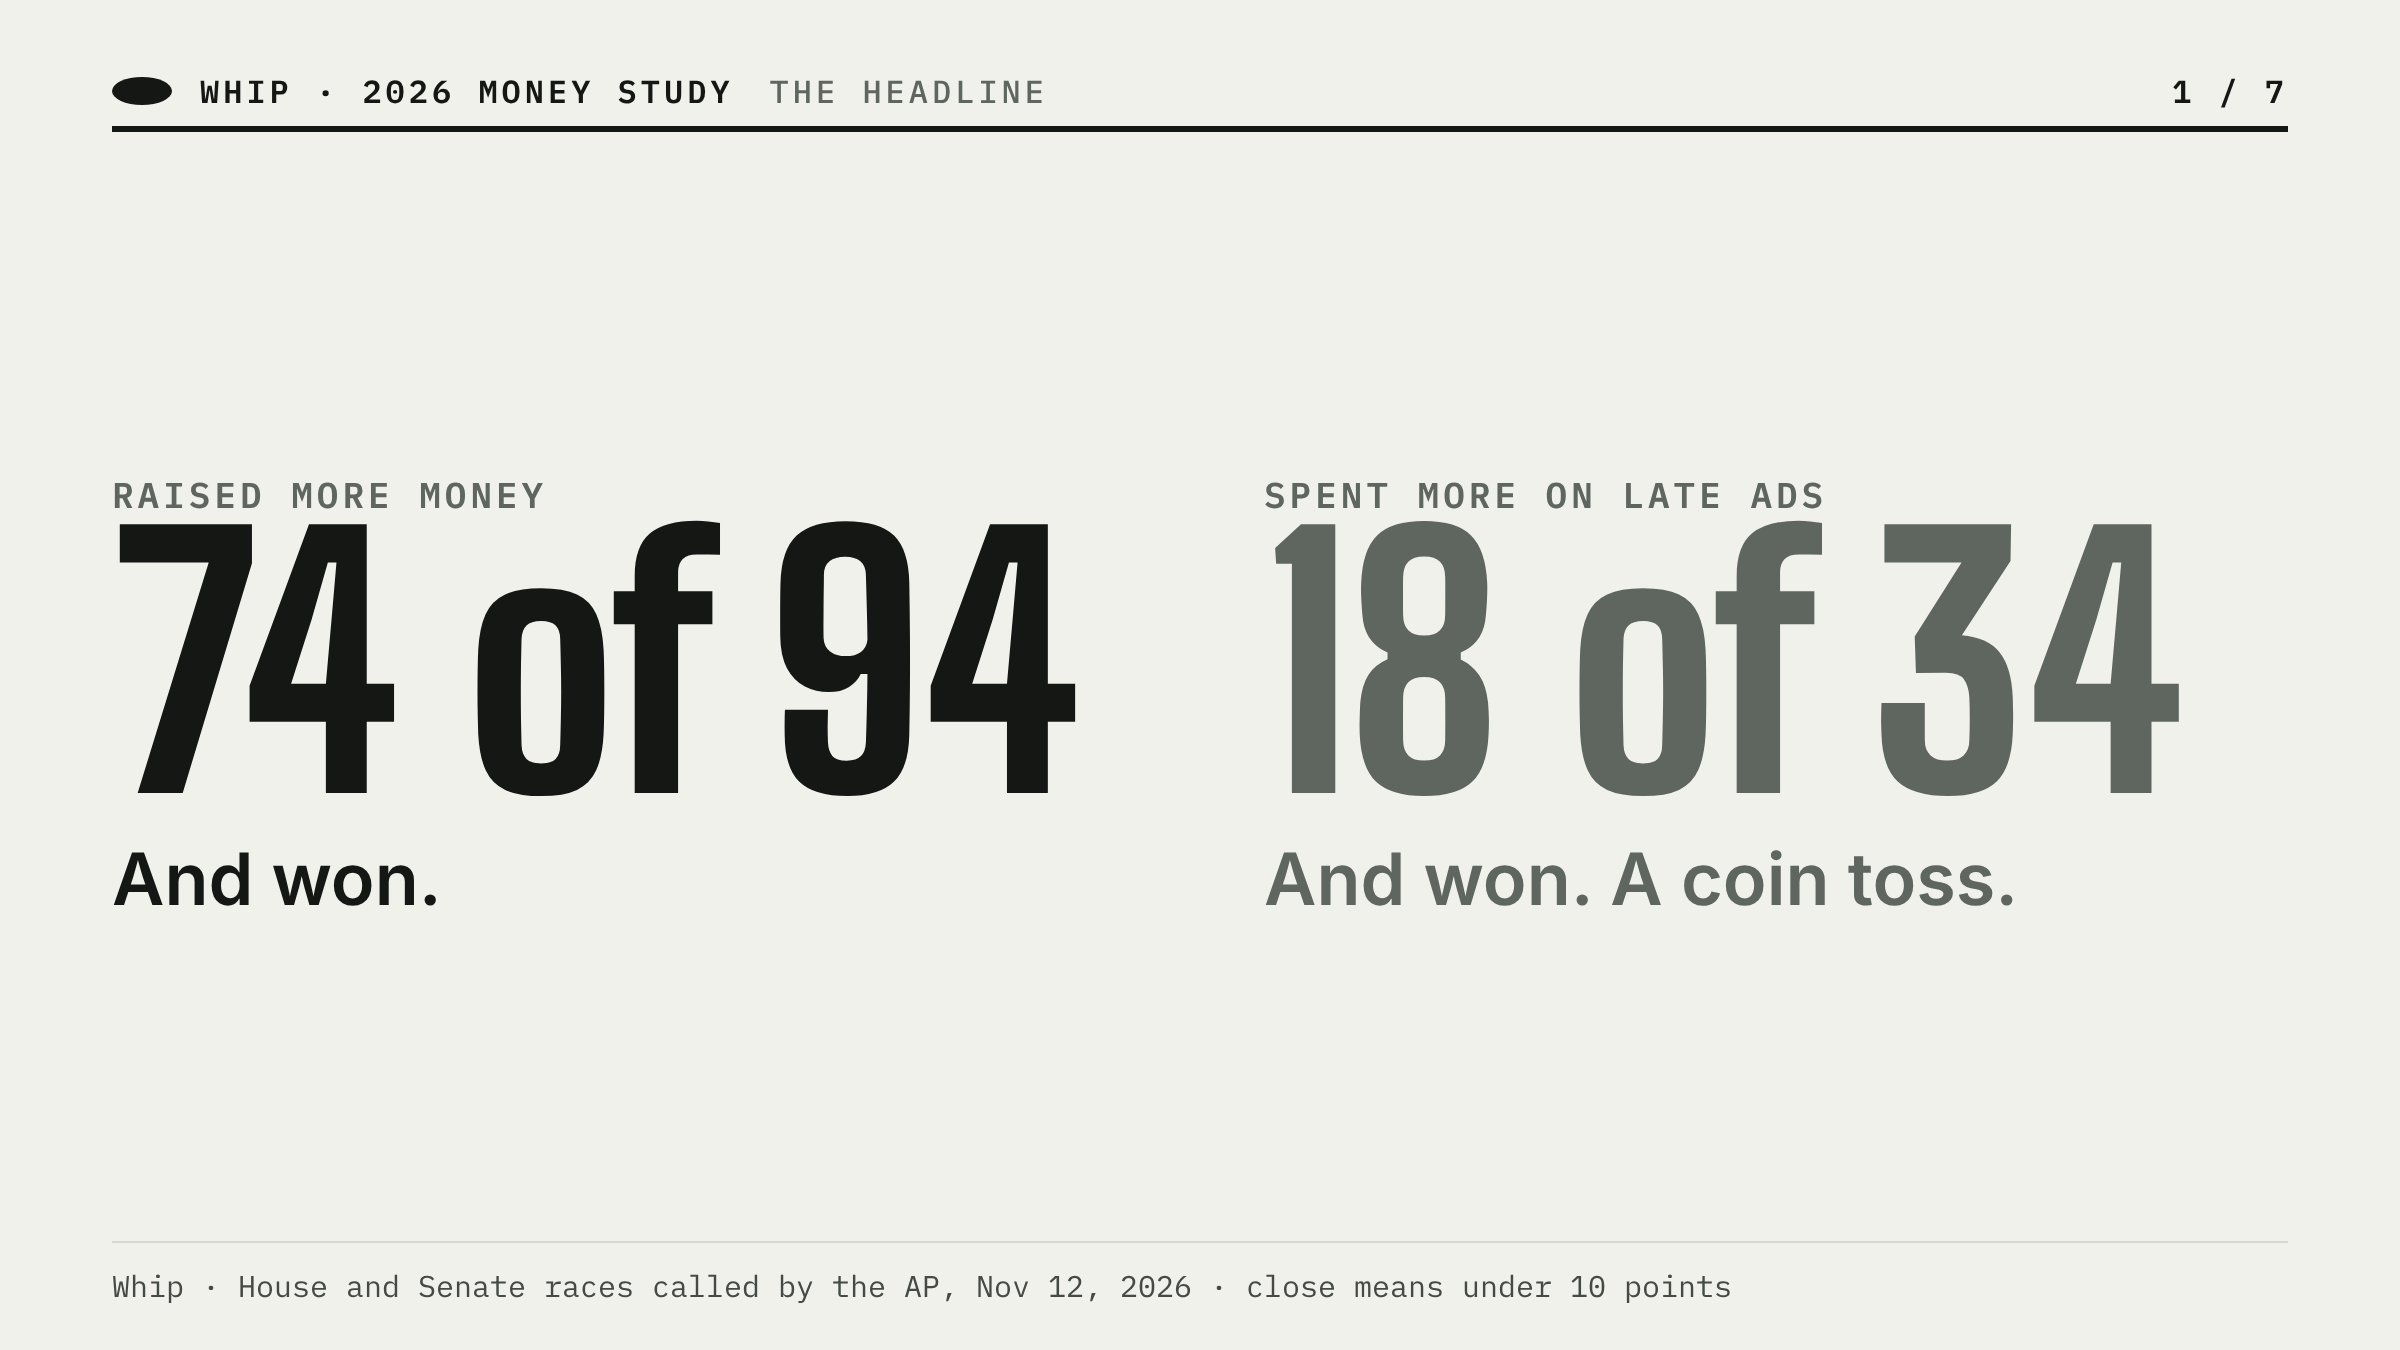 WHIP · 2026 MONEY STUDY THE HEADLINE 1 / 7
RAISED MORE MONEY
74 of 94
And won.
SPENT MORE ON LATE ADS
18 of 34
And won. A coin toss.
Whip · House and Senate races called by the AP, Nov 12, 2026 · close means under 10 points